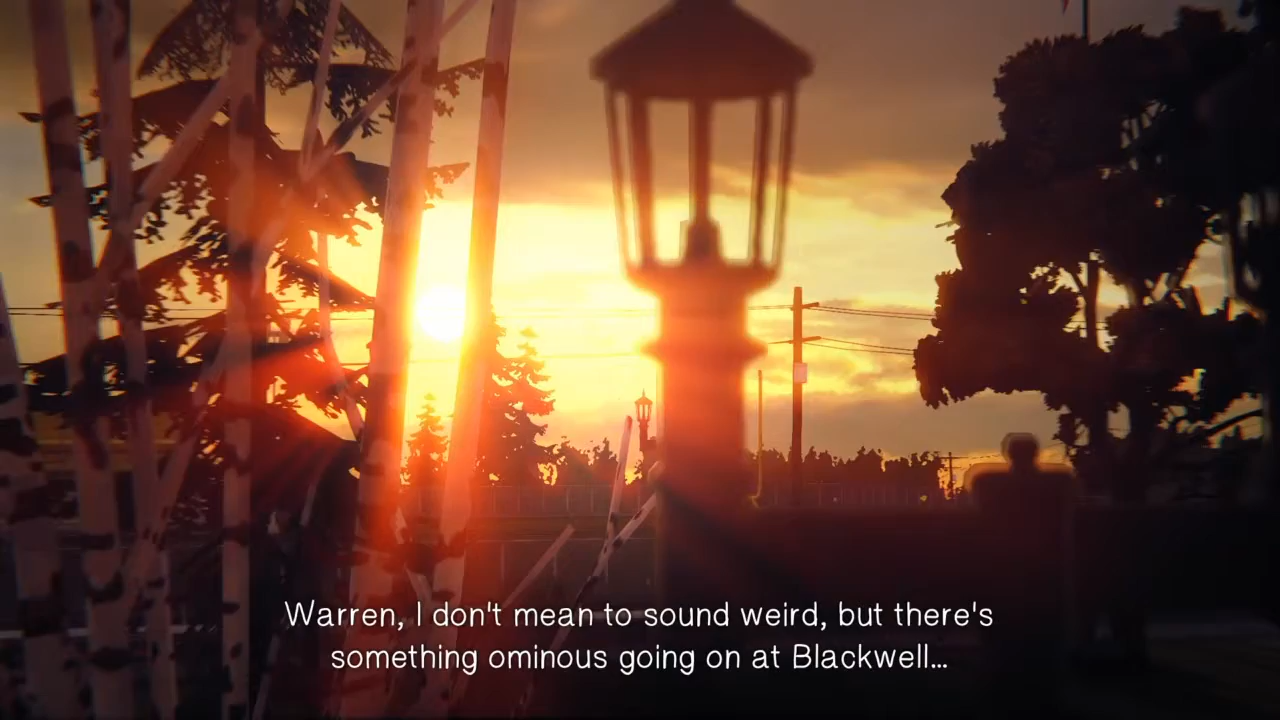 Warren, I don't mean to sound weird, but there's
something ominous going on at Blackwell...